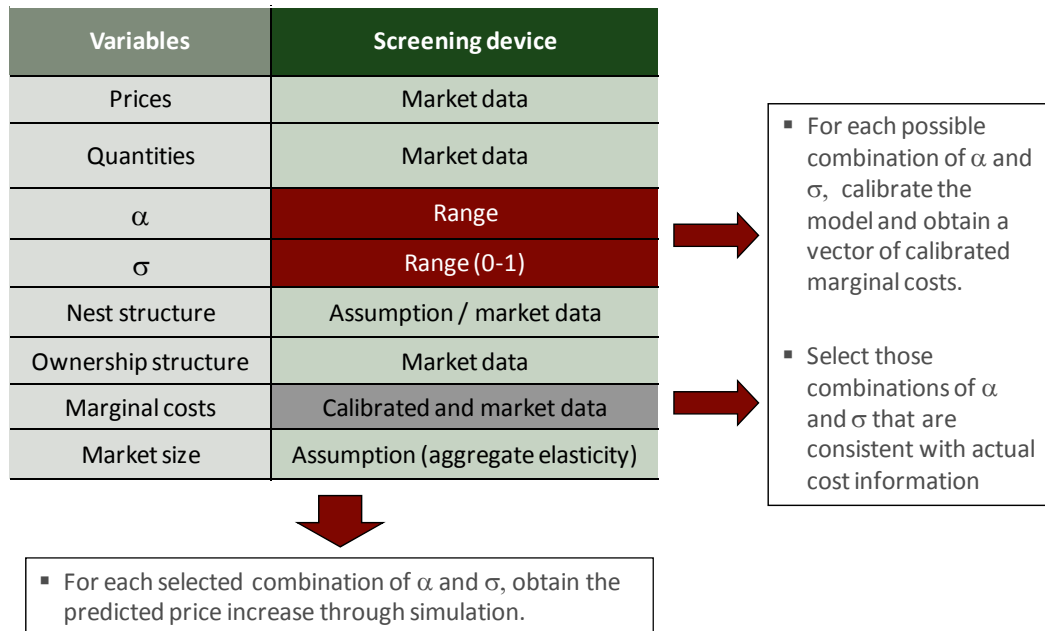 Variables Screening device
Prices Market data
Quantities Market data
α Range
σ Range (0-1)
Nest structure Assumption / market data
Ownership structure Market data
Marginal costs Calibrated and market data
Market size Assumption (aggregate elasticity)
▪ For each possible
combination of α and
σ, calibrate the
model and obtain a
vector of calibrated
marginal costs.
▪ Select those
combinations of α
and σ that are
consistent with actual
cost information
▪ For each selected combination of α and σ, obtain the
predicted price increase through simulation.